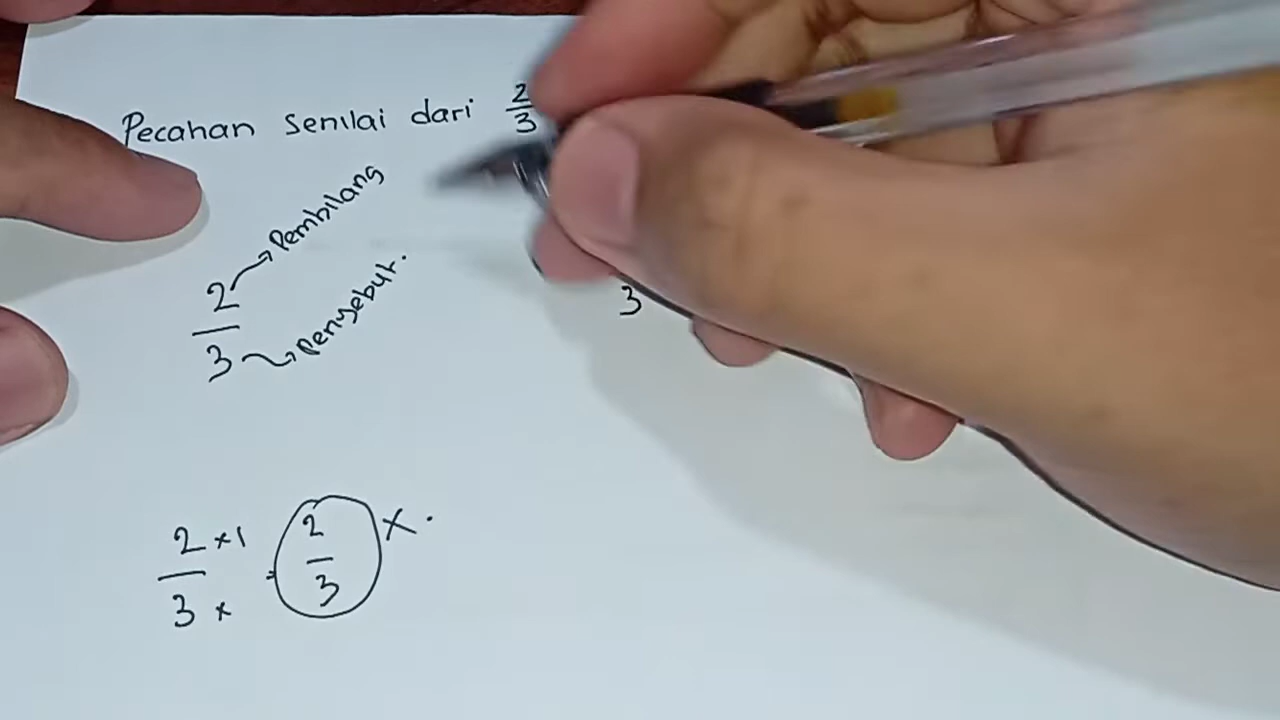 Pecahan senilai dari 2/3
2 → Pembilang
3 → Penyebut.
3
2 ×1
3 ×
= 2/3 ×.